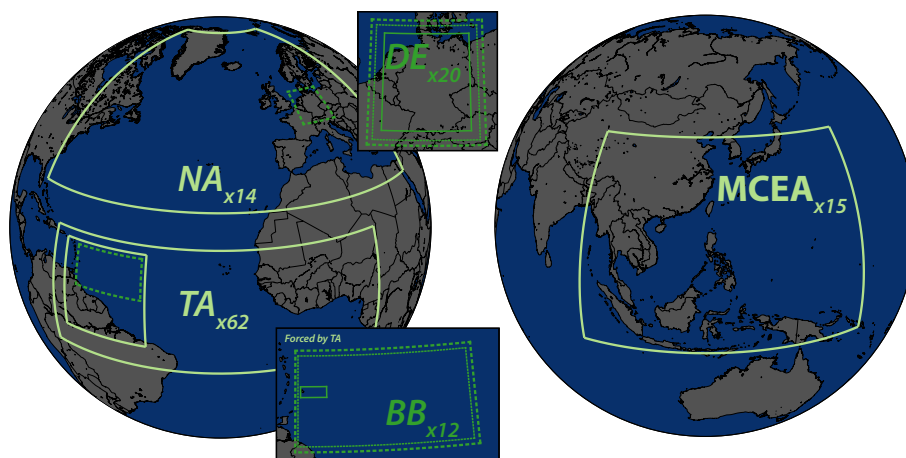 DE x20
NA x14
MCEA x15
TA x62
Forced by TA
BB x12